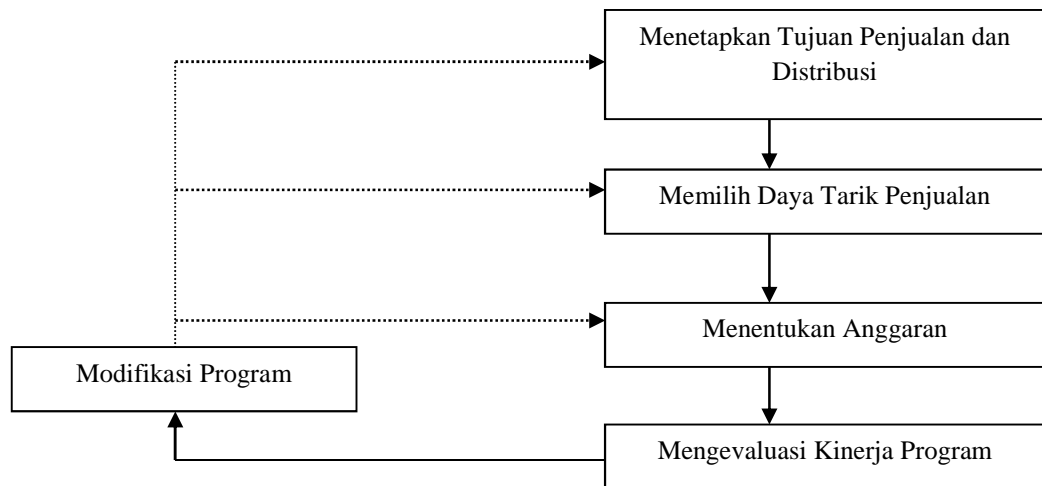 Menetapkan Tujuan Penjualan dan
Distribusi
Memilih Daya Tarik Penjualan
Menentukan Anggaran
Modifikasi Program
Mengevaluasi Kinerja Program